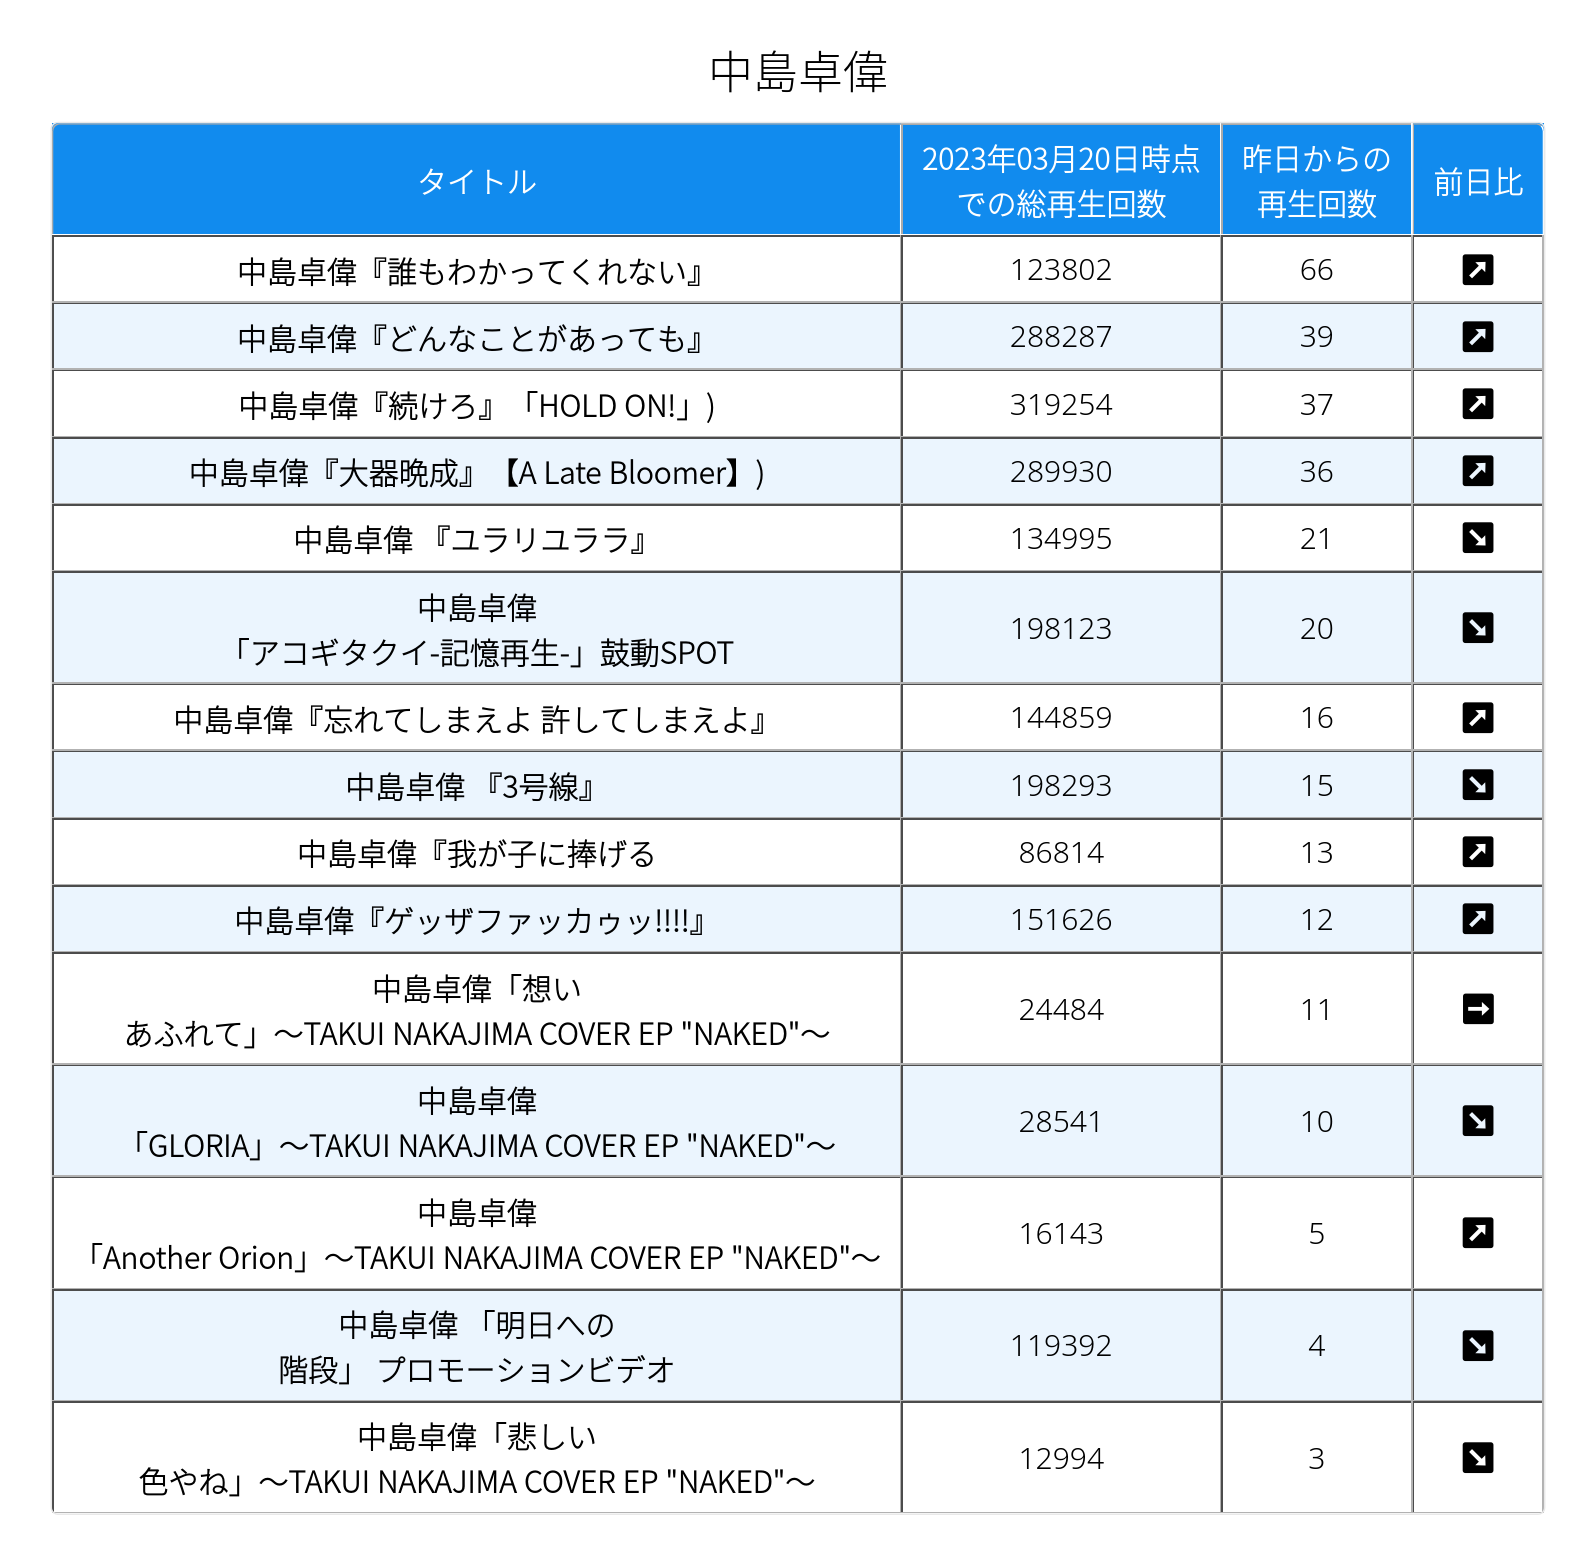 中島卓偉
タイトル
2023年03月20日時点
での総再生回数
昨日からの
再生回数
前日比
中島卓偉『誰もわかってくれない』 123802 66 ↗
中島卓偉『どんなことがあっても』 288287 39 ↗
中島卓偉『続けろ』「HOLD ON!」) 319254 37 ↗
中島卓偉『大器晩成』【A Late Bloomer】) 289930 36 ↗
中島卓偉 『ユラリユララ』 134995 21 ↘
中島卓偉
「アコギタクイ-記憶再生-」鼓動SPOT 198123 20 ↘
中島卓偉『忘れてしまえよ 許してしまえよ』 144859 16 ↗
中島卓偉 『3号線』 198293 15 ↘
中島卓偉『我が子に捧げる 86814 13 ↗
中島卓偉『ゲッザファッカゥッ!!!!』 151626 12 ↗
中島卓偉「想い
あふれて」〜TAKUI NAKAJIMA COVER EP "NAKED"〜 24484 11 →
中島卓偉
「GLORIA」〜TAKUI NAKAJIMA COVER EP "NAKED"〜 28541 10 ↘
中島卓偉
「Another Orion」〜TAKUI NAKAJIMA COVER EP "NAKED"〜 16143 5 ↗
中島卓偉 「明日への
階段」 プロモーションビデオ 119392 4 ↘
中島卓偉「悲しい
色やね」〜TAKUI NAKAJIMA COVER EP "NAKED"〜 12994 3 ↘